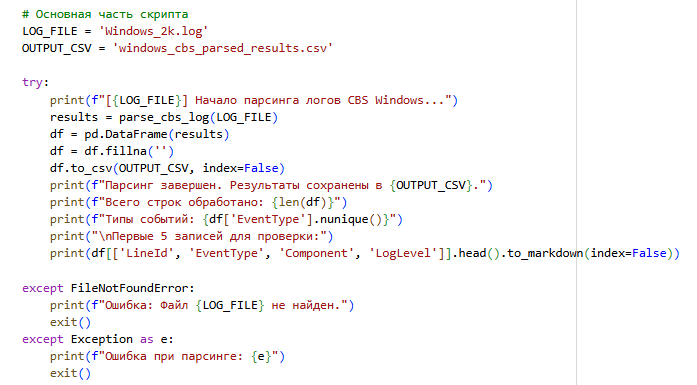 # Основная часть скрипта
LOG_FILE = 'Windows_2k.log'
OUTPUT_CSV = 'windows_cbs_parsed_results.csv'

try:
    print(f"[{LOG_FILE}] Начало парсинга логов CBS Windows...")
    results = parse_cbs_log(LOG_FILE)
    df = pd.DataFrame(results)
    df = df.fillna('')
    df.to_csv(OUTPUT_CSV, index=False)
    print(f"Парсинг завершен. Результаты сохранены в {OUTPUT_CSV}.")
    print(f"Всего строк обработано: {len(df)}")
    print(f"Типы событий: {df['EventType'].nunique()}")
    print("\nПервые 5 записей для проверки:")
    print(df[['LineId', 'EventType', 'Component', 'LogLevel']].head().to_markdown(index=False))

except FileNotFoundError:
    print(f"Ошибка: Файл {LOG_FILE} не найден.")
    exit()
except Exception as e:
    print(f"Ошибка при парсинге: {e}")
    exit()